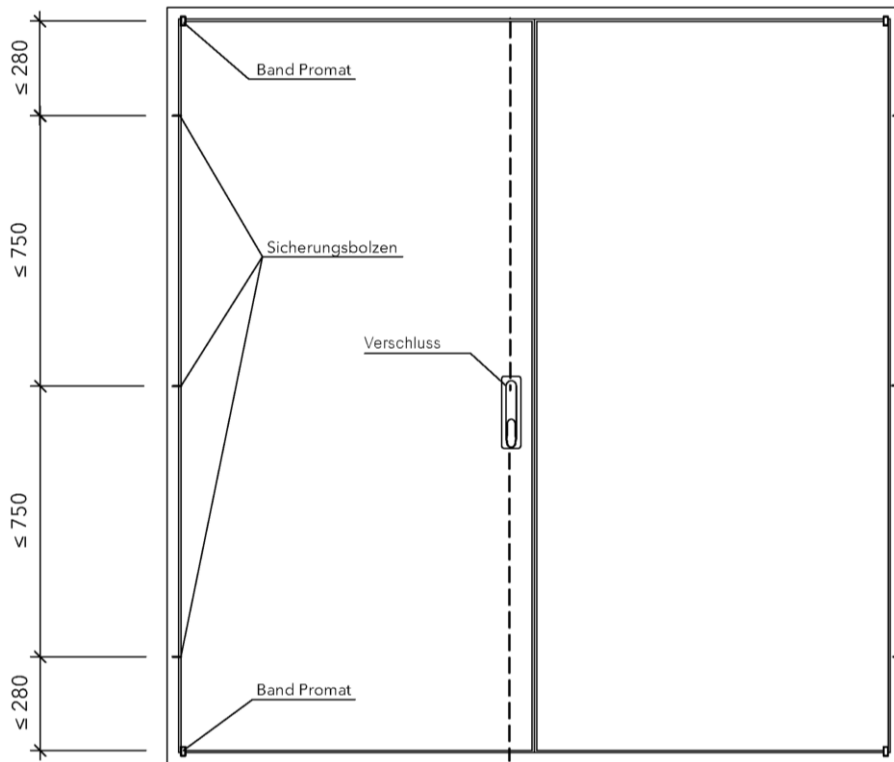 ≤ 280
Band Promat
≤ 750
Sicherungsbolzen
Verschluss
≤ 750
≤ 280
Band Promat